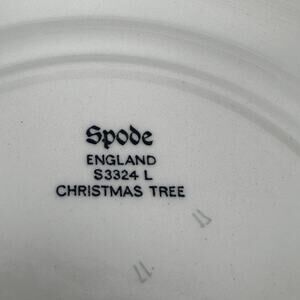 Spode
ENGLAND
S3324 L
CHRISTMAS TREE